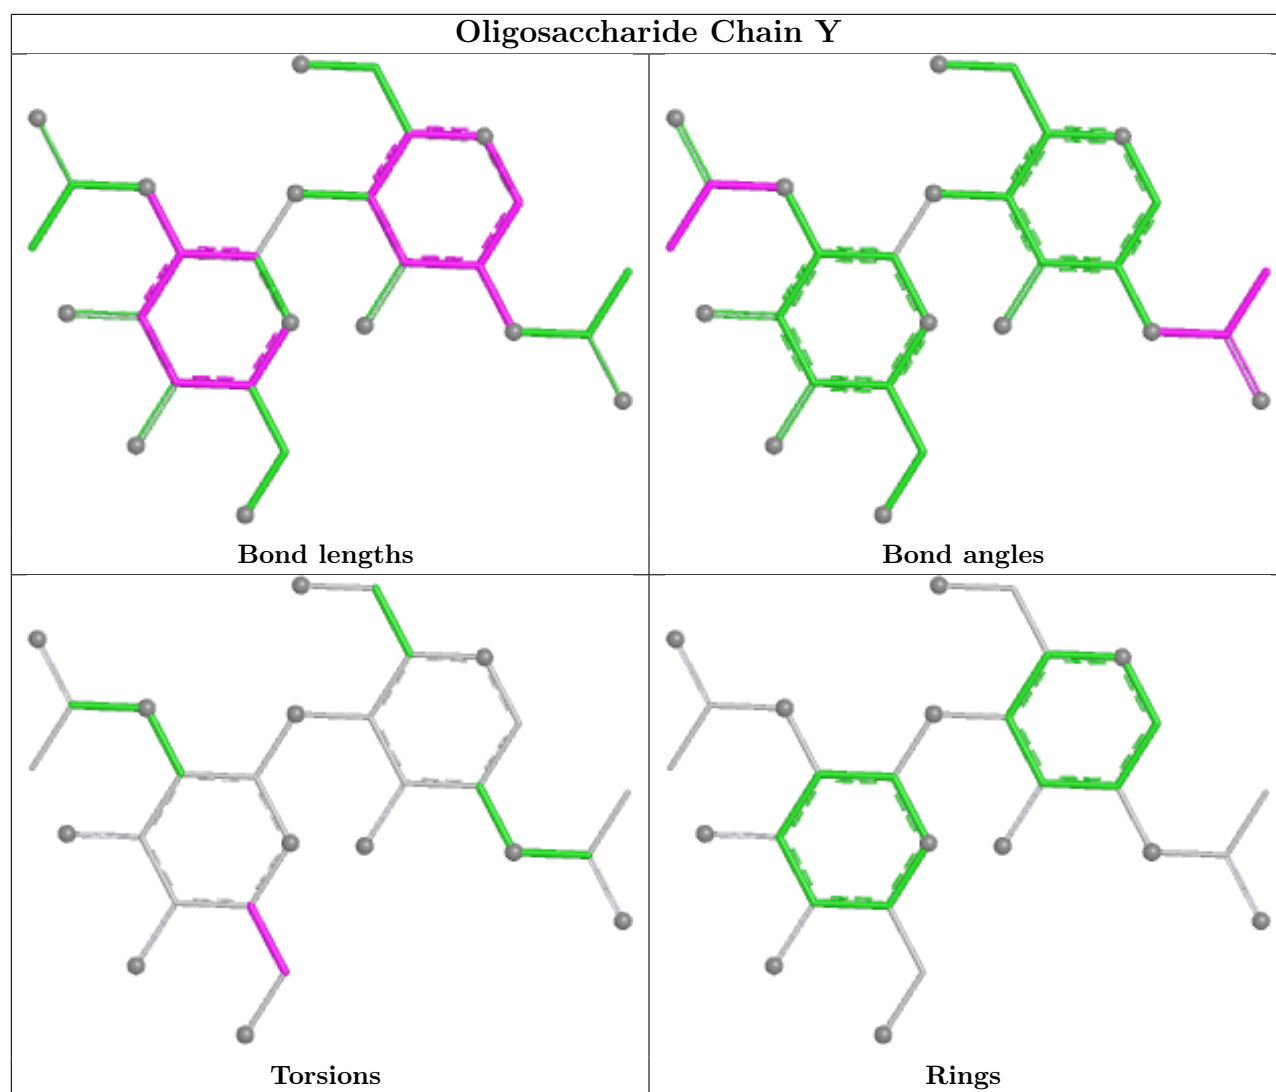 Oligosaccharide Chain Y
Bond lengths
Bond angles
Torsions
Rings